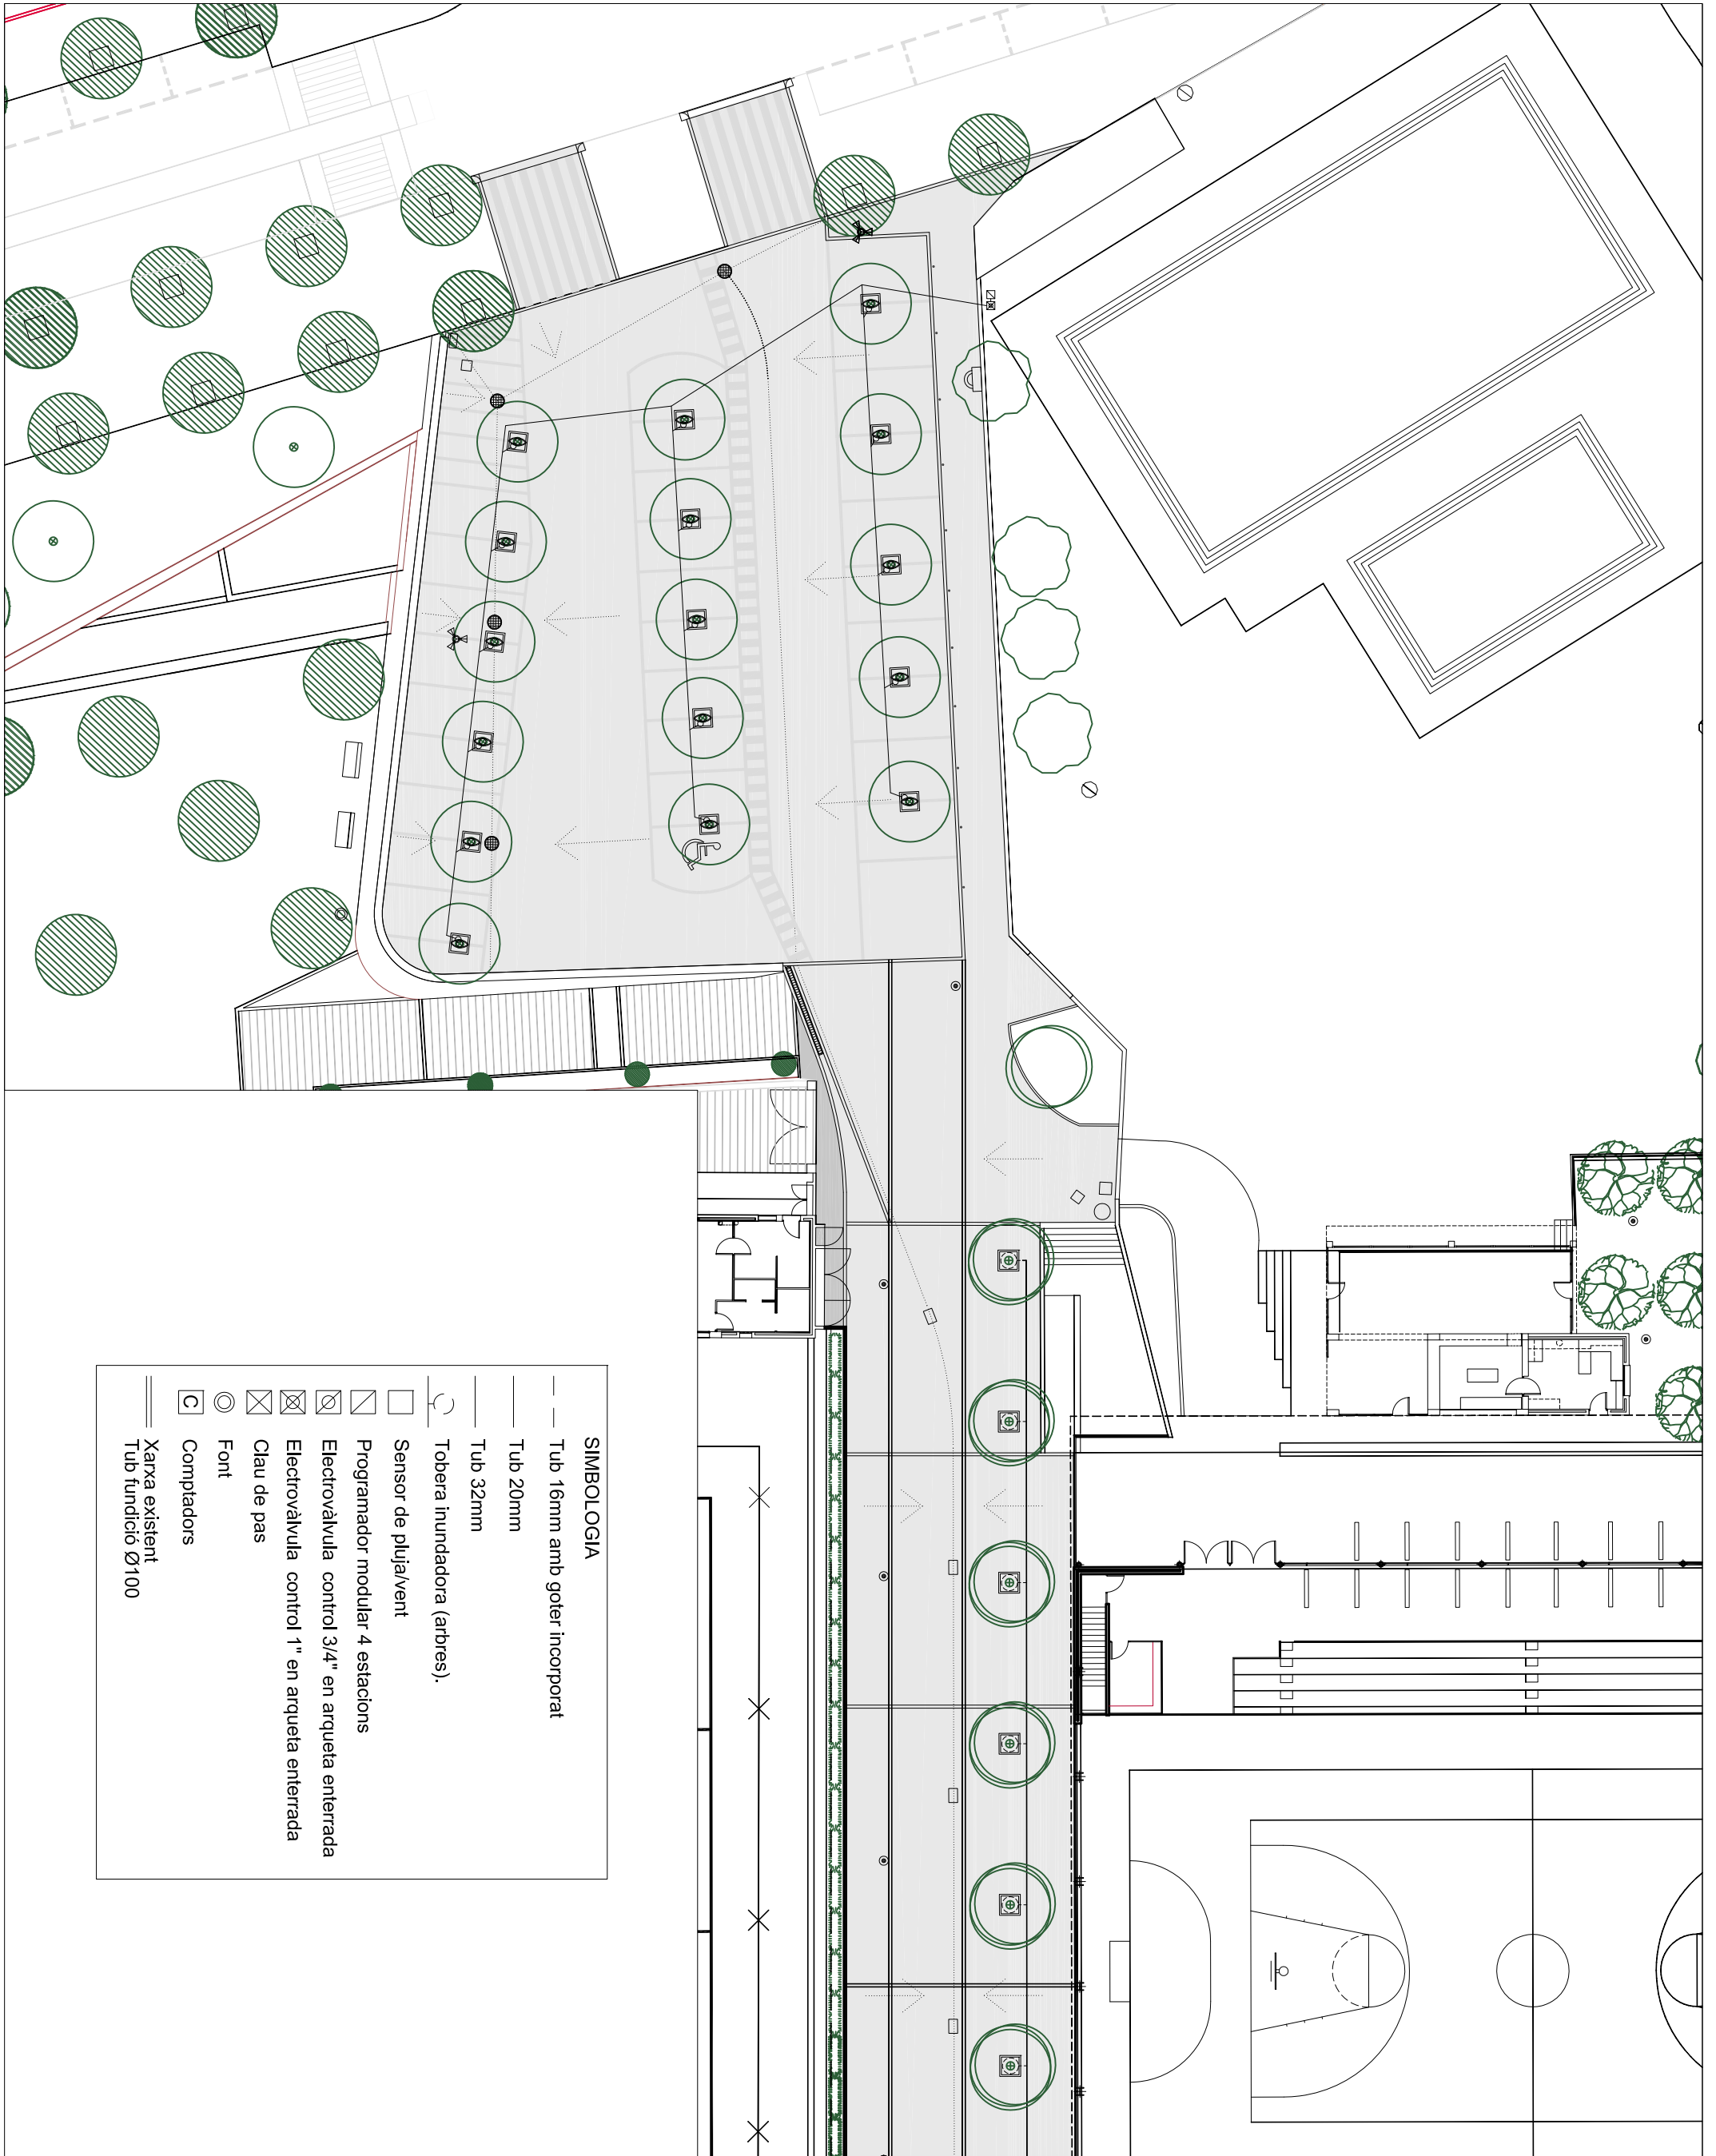 SIMBOLOGIA
Tub 16mm amb goter incorporat
Tub 20mm
Tub 32mm
Tobera inundadora (arbres).
Sensor de pluja/vent
Programador modular 4 estacions
Electrovàlvula control 3/4" en arqueta enterrada
Electrovàlvula control 1" en arqueta enterrada
Clau de pas
Font
C Comptadors
Xarxa existent
Tub fundició Ø100